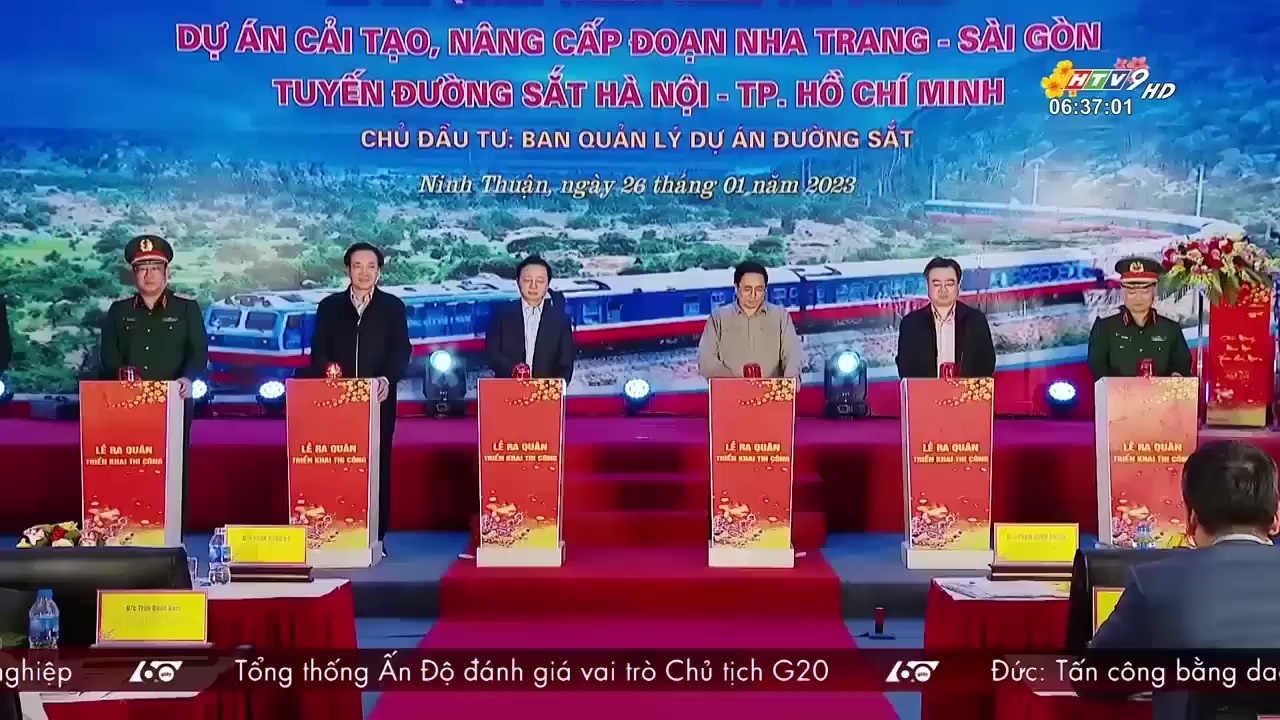 DỰ ÁN CẢI TẠO, NÂNG CẤP ĐOẠN NHA TRANG - SÀI GÒN
TUYẾN ĐƯỜNG SẮT HÀ NỘI - TP. HỒ CHÍ MINH
CHỦ ĐẦU TƯ: BAN QUẢN LÝ DỰ ÁN ĐƯỜNG SẮT
Ninh Thuận, ngày 26 tháng 01 năm 2023
HTV9 HD
06:37:01
LỄ RA QUÂN
TRIỂN KHAI THI CÔNG
LỄ RA QUÂN
TRIỂN KHAI THI CÔNG
LỄ RA QUÂN
TRIỂN KHAI THI CÔNG
LỄ RA QUÂN
TRIỂN KHAI THI CÔNG
LỄ RA QUÂN
TRIỂN KHAI THI CÔNG
LỄ RA QUÂN
TRIỂN KHAI THI CÔNG
nghiệp
60 giây
Tổng thống Ấn Độ đánh giá vai trò Chủ tịch G20
60 giây
Đức: Tấn công bằng dao